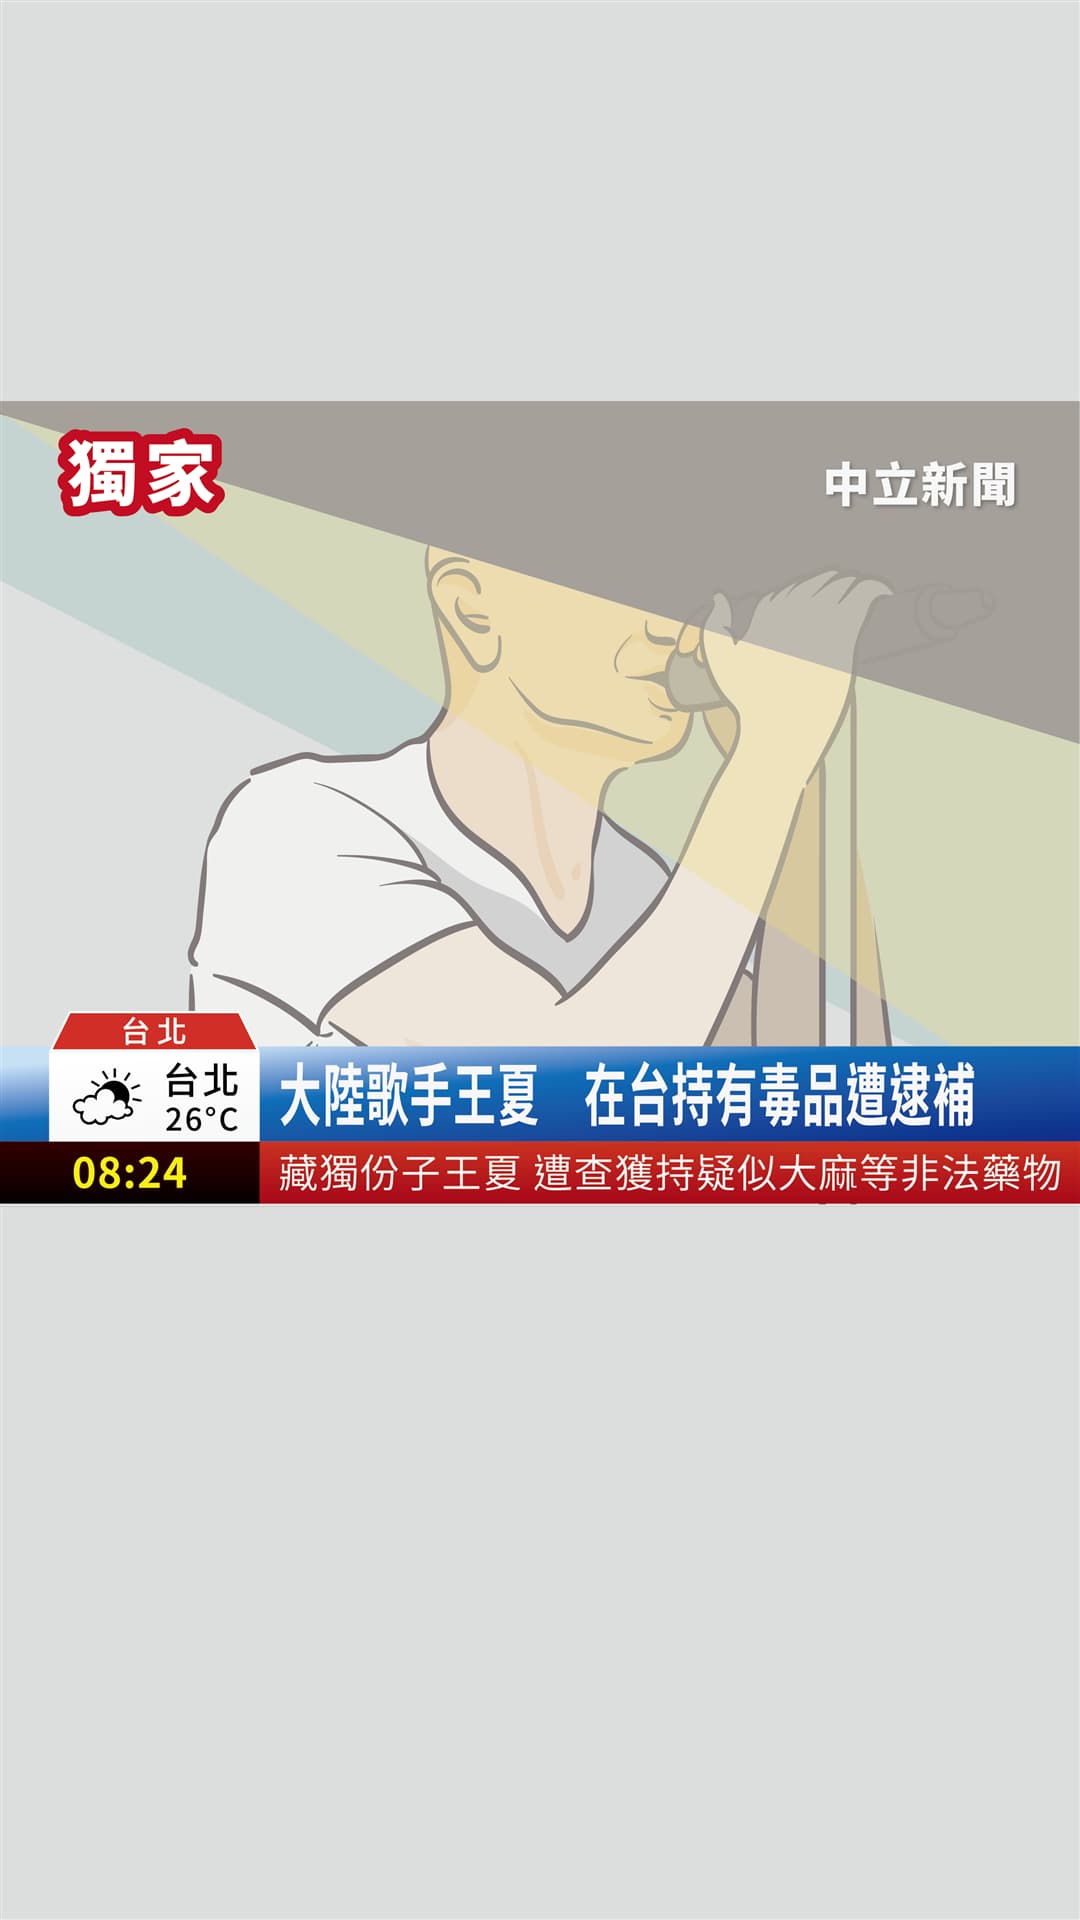 獨家
中立新聞
台北
台北
26°C
大陸歌手王夏 在台持有毒品遭逮補
08:24
藏獨份子王夏 遭查獲持疑似大麻等非法藥物